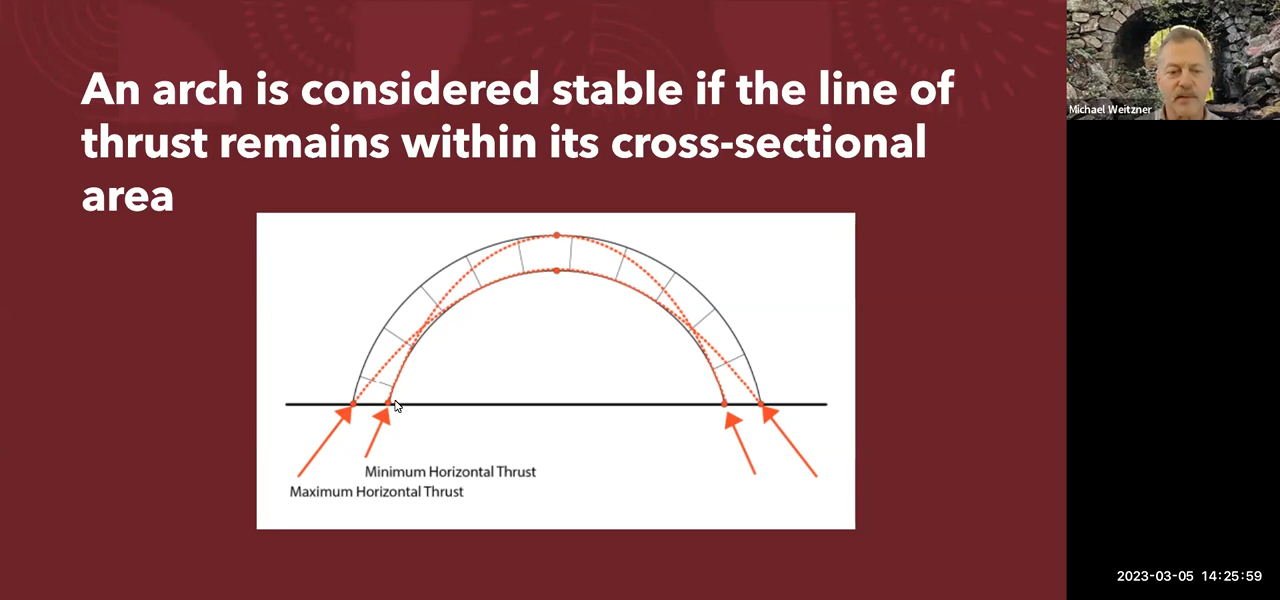 An arch is considered stable if the line of
thrust remains within its cross-sectional
area
Michael Weitzner
Minimum Horizontal Thrust
Maximum Horizontal Thrust
2023-03-05 14:25:59